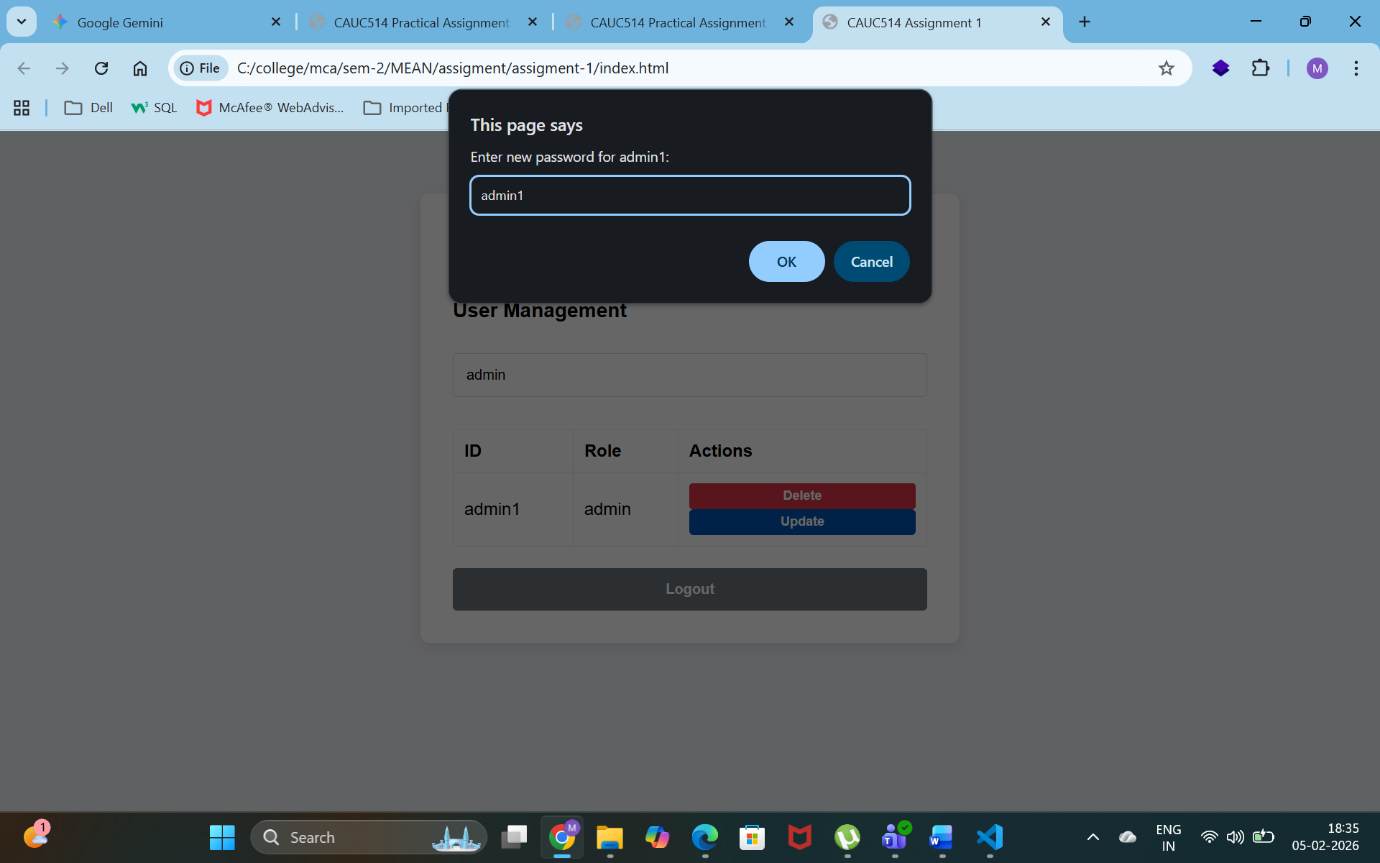 Google Gemini
CAUC514 Practical Assignment
CAUC514 Practical Assignment
CAUC514 Assignment 1
File
C:/college/mca/sem-2/MEAN/assigment/assigment-1/index.html
M
Dell
SQL
McAfee® WebAdvis...
Imported
This page says
Enter new password for admin1:
admin1
OK
Cancel
User Management
admin
ID Role Actions
admin1 admin
Delete
Update
Logout
1
Search
M
ENG
IN
18:35
05-02-2026